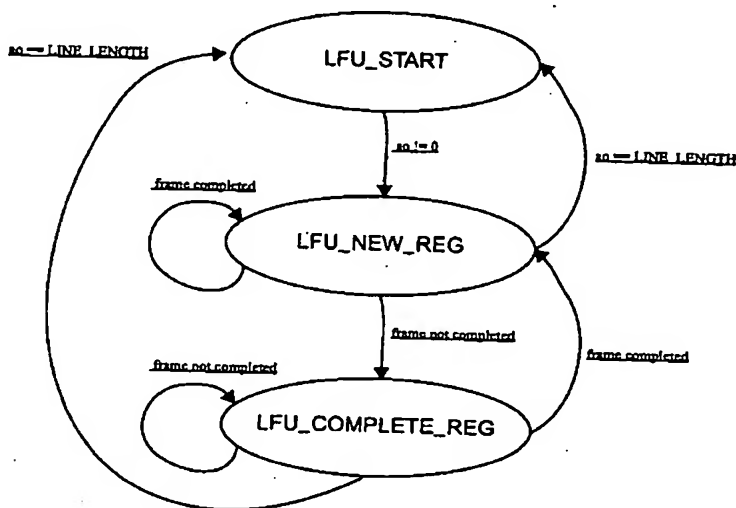 ao == LINE_LENGTH
LFU_START
ao != 0
ao == LINE_LENGTH
frame completed
LFU_NEW_REG
frame not completed
frame not completed
frame completed
LFU_COMPLETE_REG